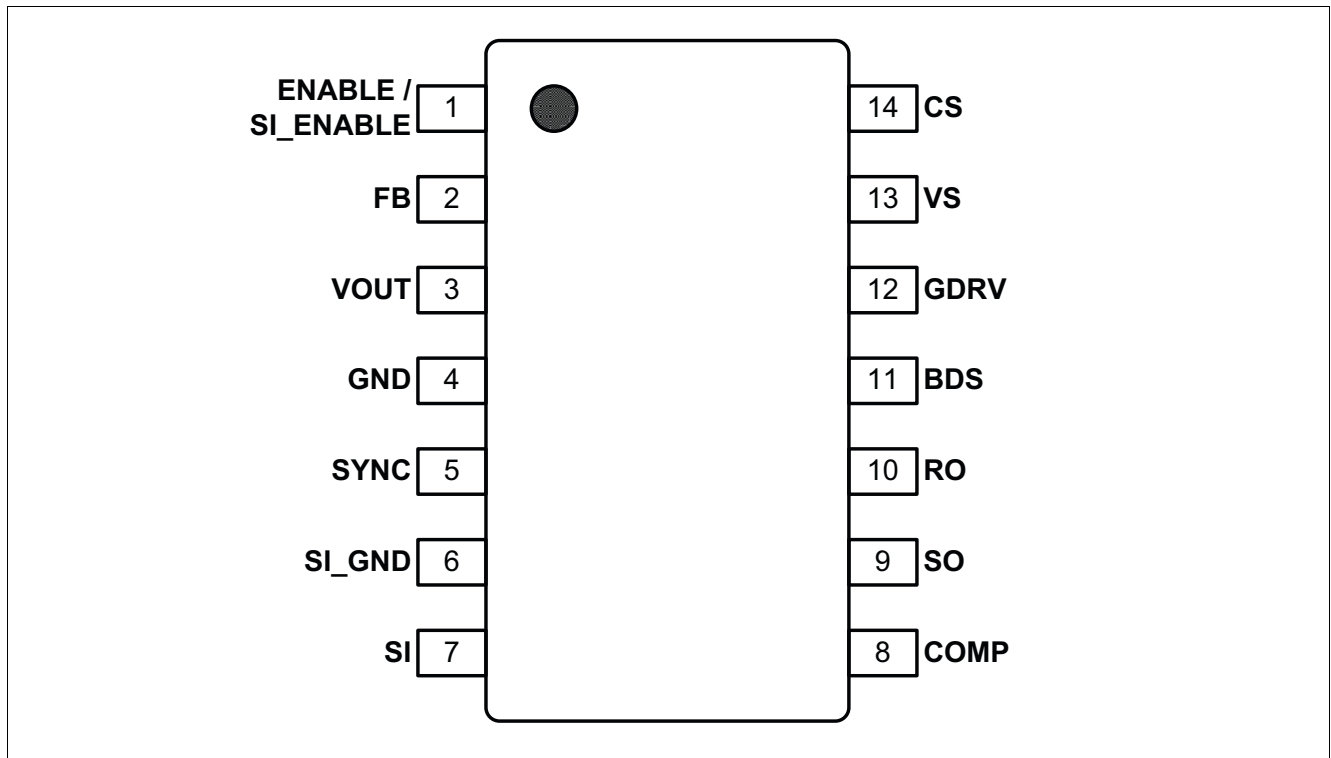 ENABLE /
SI_ENABLE 1
FB 2
VOUT 3
GND 4
SYNC 5
SI_GND 6
SI 7
14 CS
13 VS
12 GDRV
11 BDS
10 RO
9 SO
8 COMP